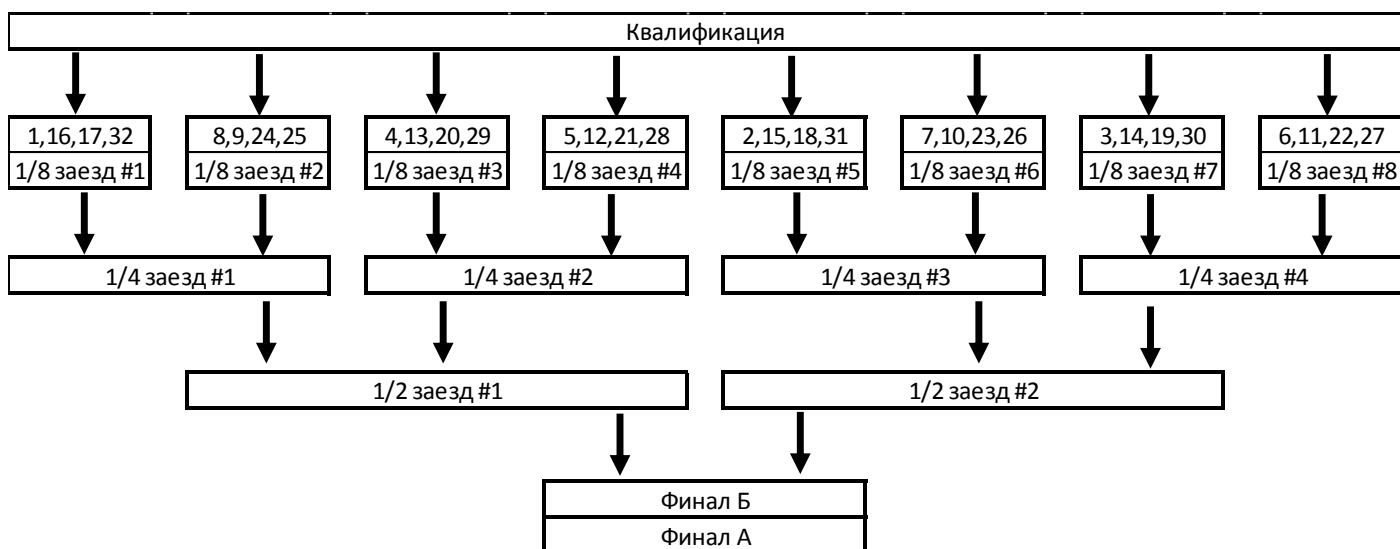 Квалификация
1,16,17,32
8,9,24,25
4,13,20,29
5,12,21,28
2,15,18,31
7,10,23,26
3,14,19,30
6,11,22,27
1/8 заезд #1
1/8 заезд #2
1/8 заезд #3
1/8 заезд #4
1/8 заезд #5
1/8 заезд #6
1/8 заезд #7
1/8 заезд #8
1/4 заезд #1
1/4 заезд #2
1/4 заезд #3
1/4 заезд #4
1/2 заезд #1
1/2 заезд #2
Финал Б
Финал А